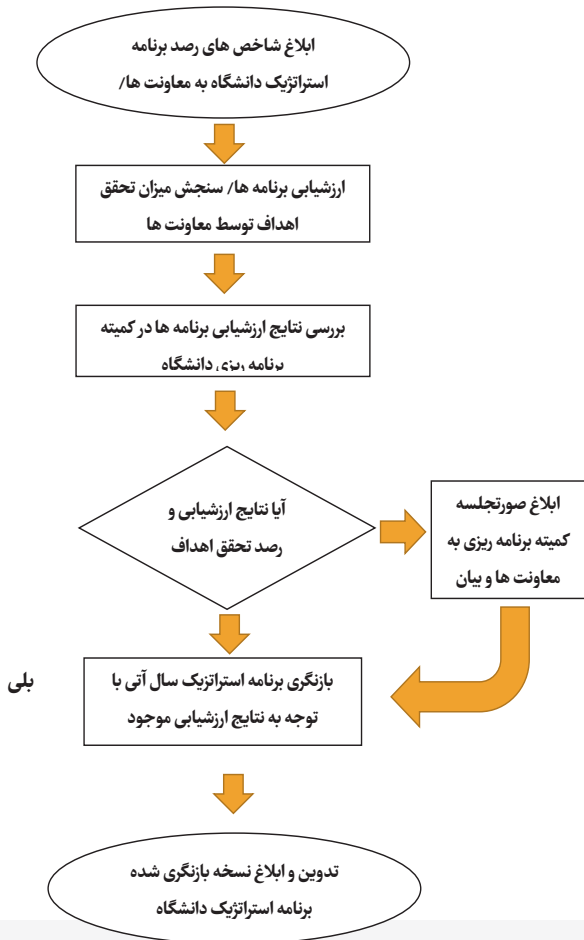 ابلاغ شاخص های رصد برنامه
استراتژیک دانشگاه به معاونت ها/
ارزشیابی برنامه ها/ سنجش میزان تحقق
اهداف توسط معاونت ها
بررسی نتایج ارزشیابی برنامه ها در کمیته
برنامه ریزی دانشگاه
آیا نتایج ارزشیابی و
رصد تحقق اهداف
ابلاغ صورتجلسه
کمیته برنامه ریزی به
معاونت ها و بیان
بلی
بازنگری برنامه استراتژیک سال آتی با
توجه به نتایج ارزشیابی موجود
تدوین و ابلاغ نسخه بازنگری شده
برنامه استراتژیک دانشگاه